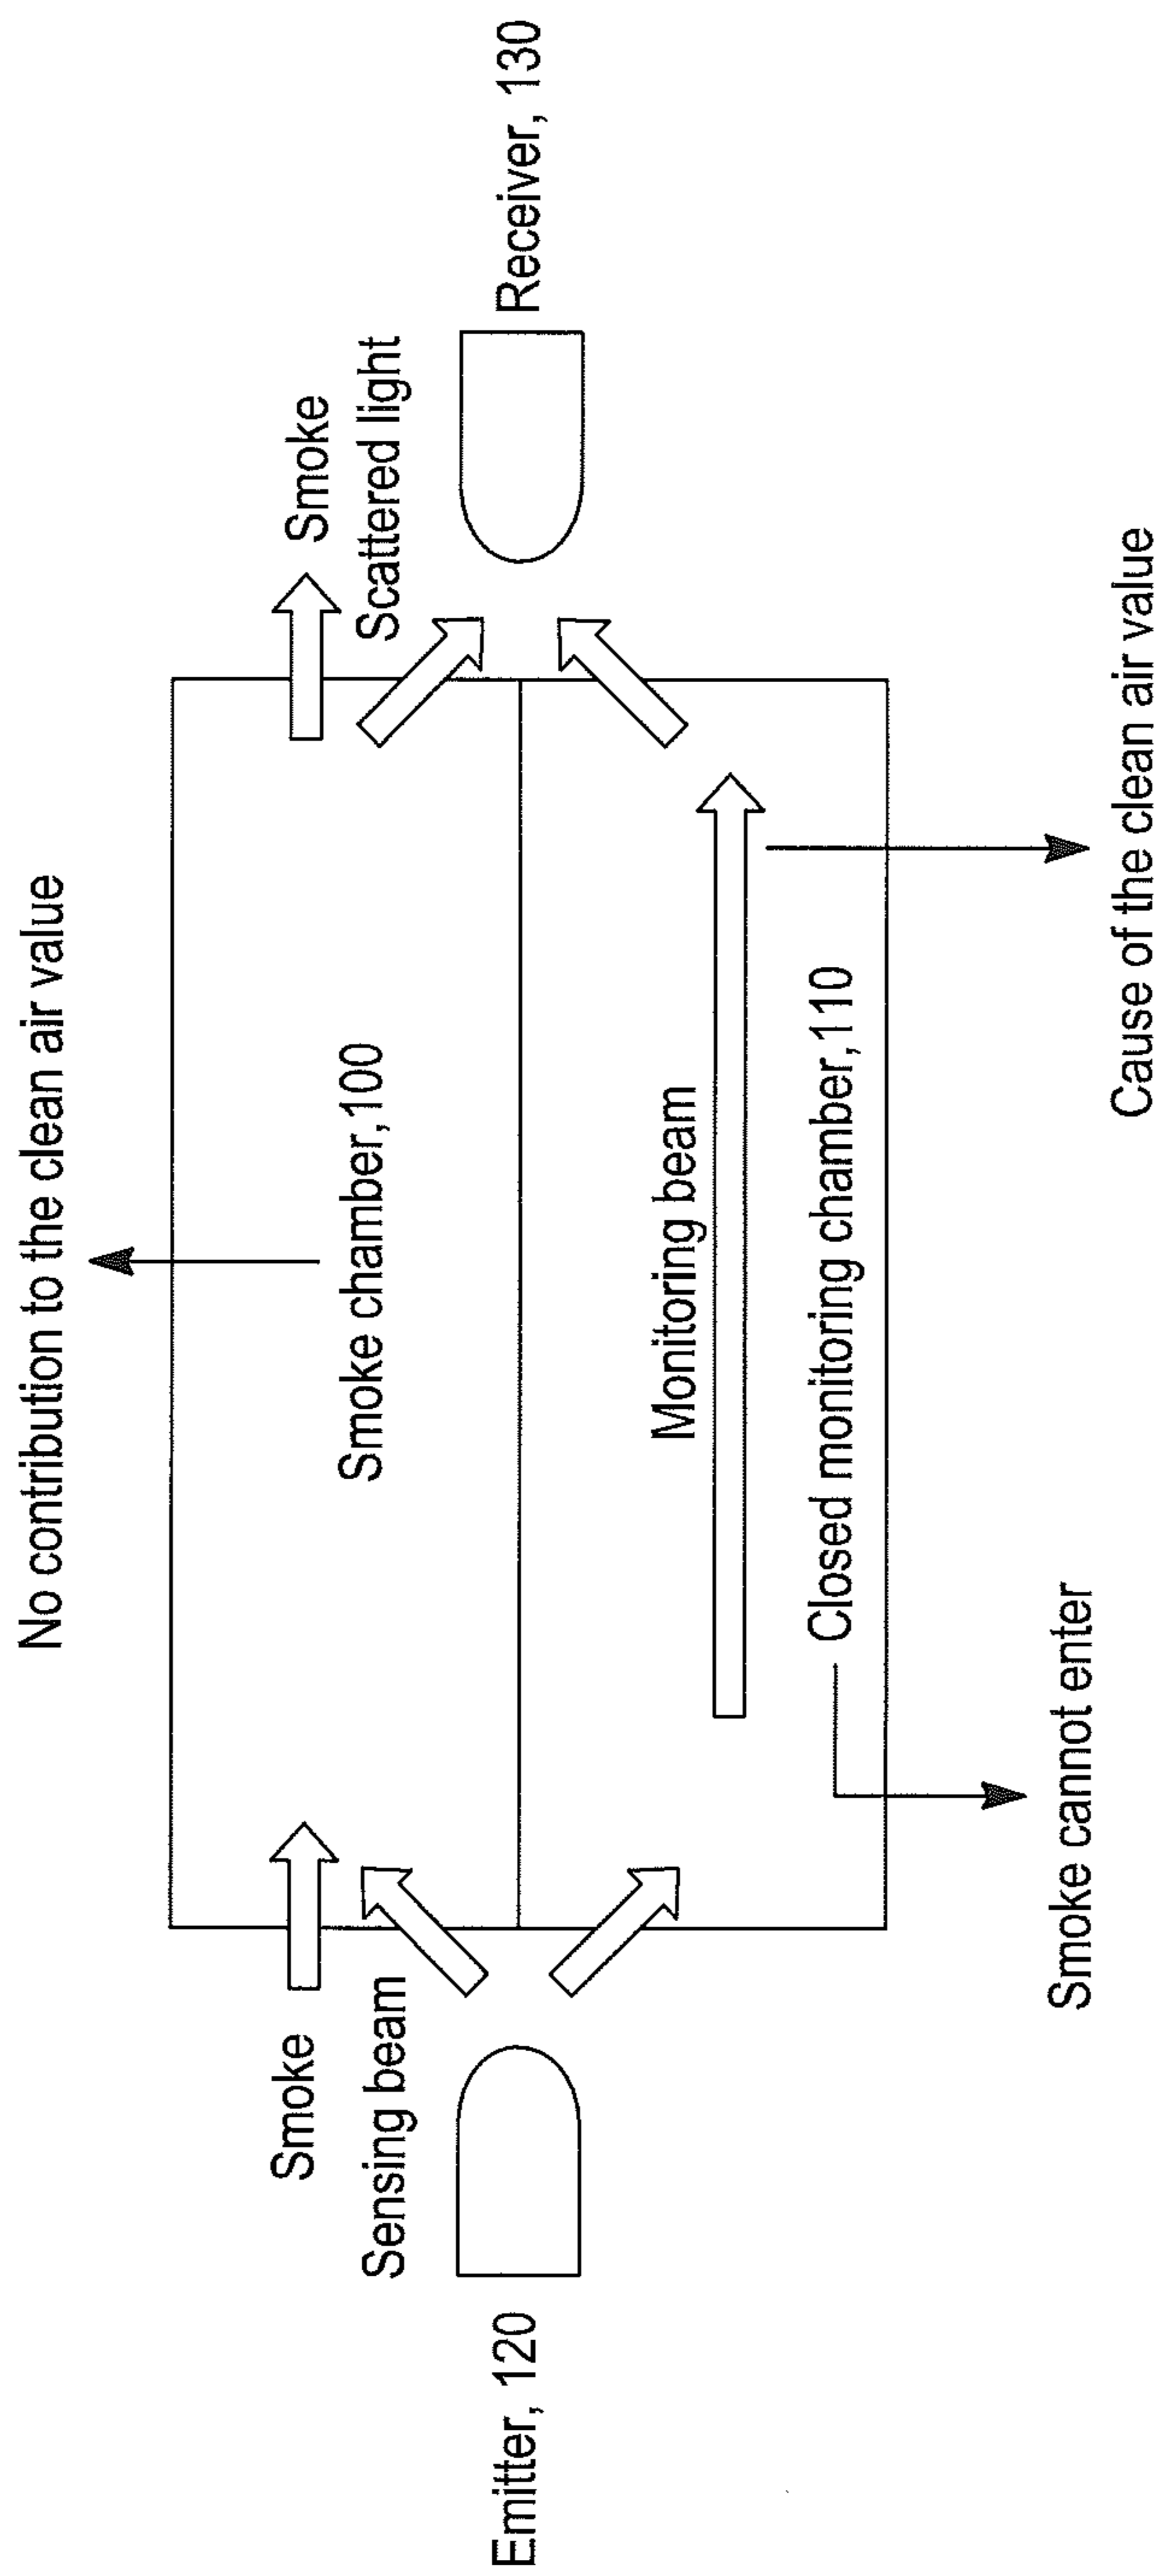 No contribution to the clean air value
Smoke
Smoke
Sensing beam
Smoke chamber,100
Scattered light
Emitter, 120
Receiver, 130
Monitoring beam
Closed monitoring chamber,110
Smoke cannot enter
Cause of the clean air value